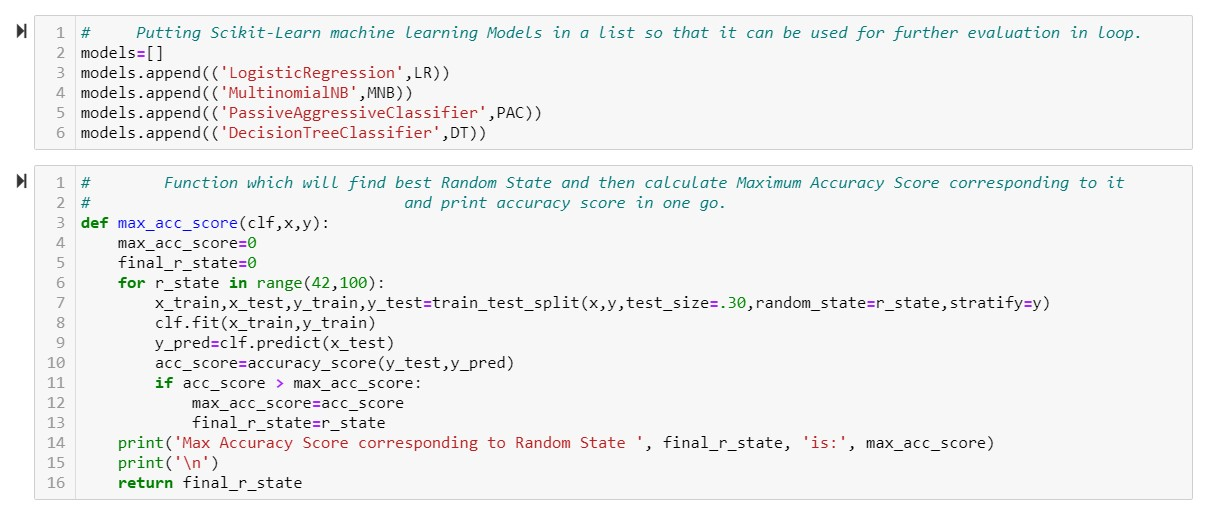 1 #     Putting Scikit-Learn machine learning Models in a list so that it can be used for further evaluation in loop.
2 models=[]
3 models.append(('LogisticRegression',LR))
4 models.append(('MultinomialNB',MNB))
5 models.append(('PassiveAggressiveClassifier',PAC))
6 models.append(('DecisionTreeClassifier',DT))
1 #        Function which will find best Random State and then calculate Maximum Accuracy Score corresponding to it
2 #                                  and print accuracy score in one go.
3 def max_acc_score(clf,x,y):
4     max_acc_score=0
5     final_r_state=0
6     for r_state in range(42,100):
7         x_train,x_test,y_train,y_test=train_test_split(x,y,test_size=.30,random_state=r_state,stratify=y)
8         clf.fit(x_train,y_train)
9         y_pred=clf.predict(x_test)
10         acc_score=accuracy_score(y_test,y_pred)
11         if acc_score > max_acc_score:
12             max_acc_score=acc_score
13             final_r_state=r_state
14     print('Max Accuracy Score corresponding to Random State ', final_r_state, 'is:', max_acc_score)
15     print('\n')
16     return final_r_state